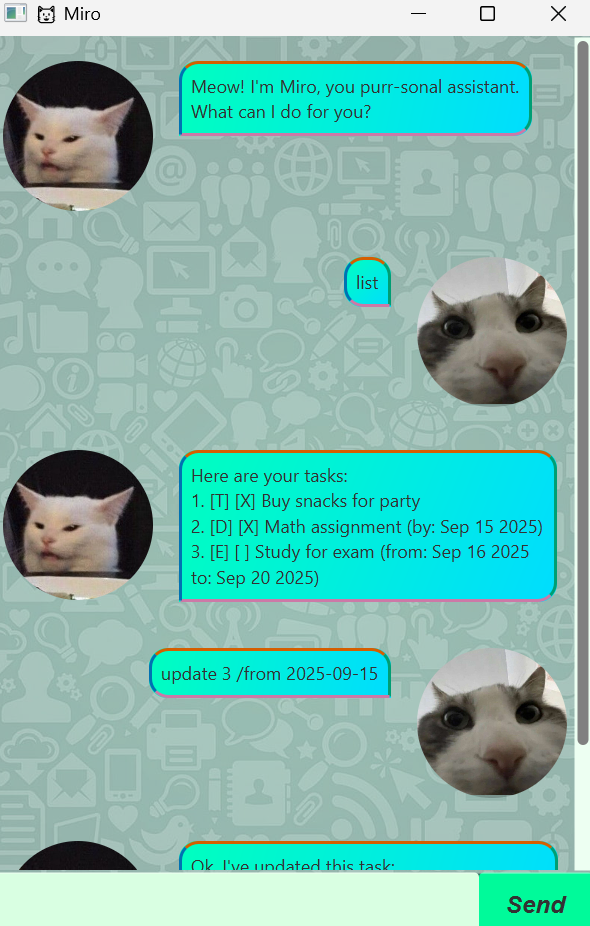 Miro
Meow! I'm Miro, you purr-sonal assistant.
What can I do for you?
list
Here are your tasks:
1. [T] [X] Buy snacks for party
2. [D] [X] Math assignment (by: Sep 15 2025)
3. [E] [ ] Study for exam (from: Sep 16 2025
to: Sep 20 2025)
update 3 /from 2025-09-15
Ok, I've updated this task:
Send